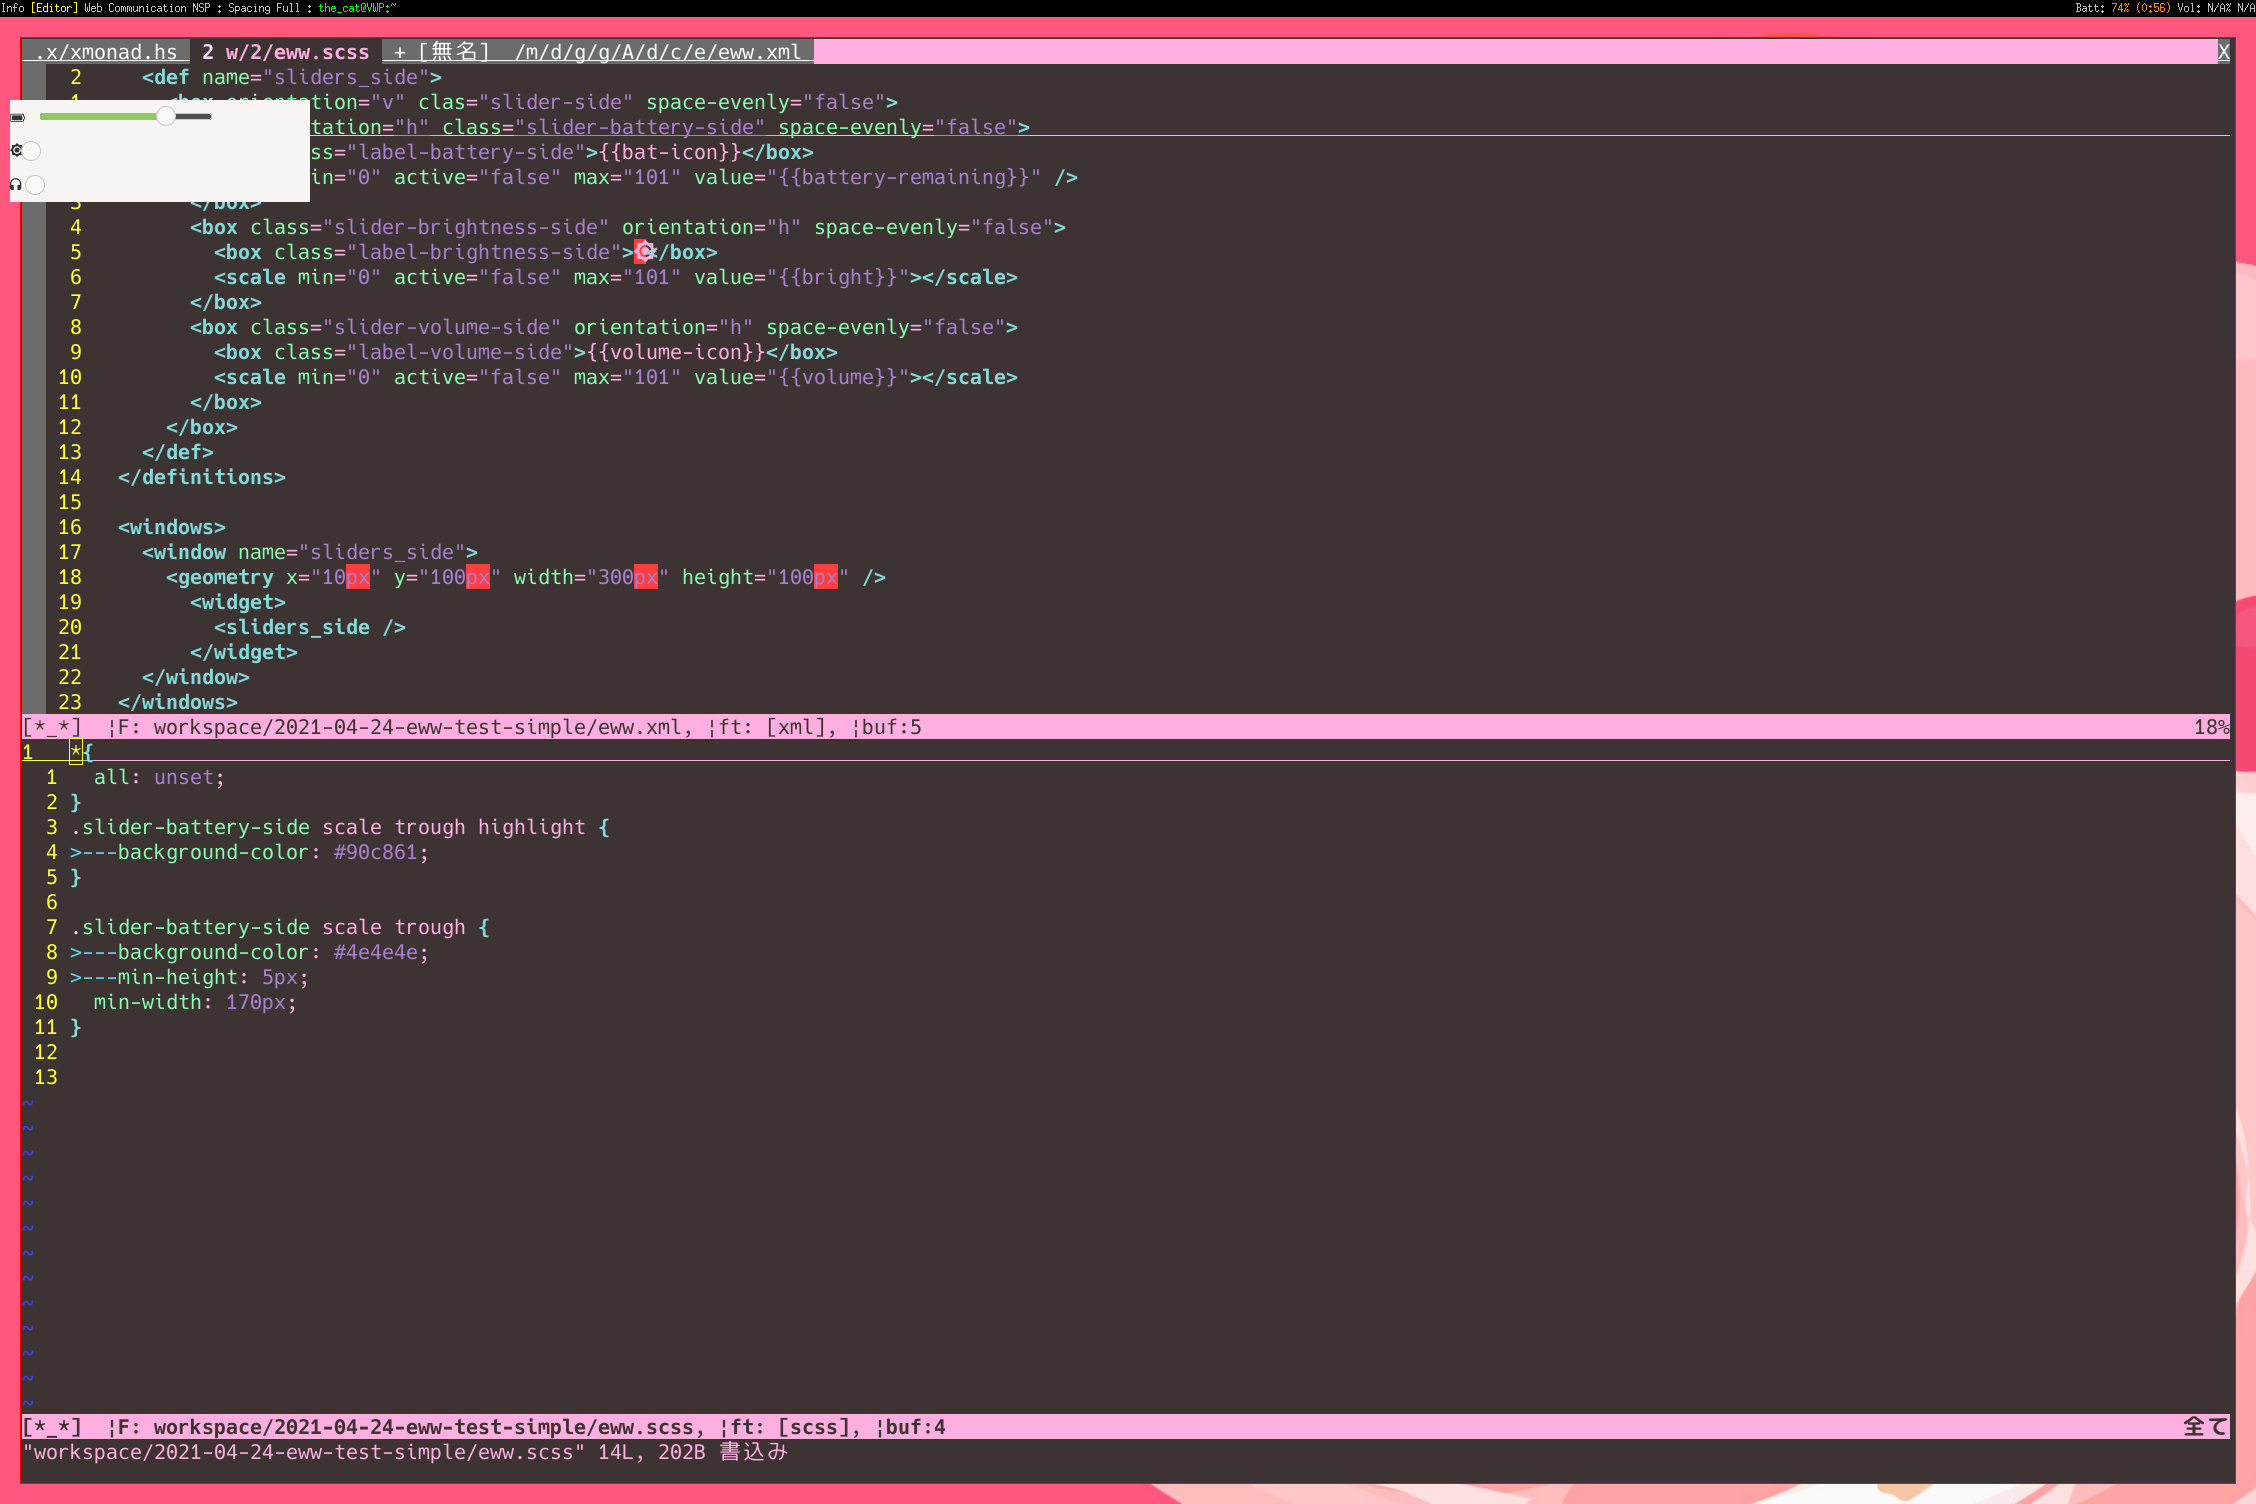 Info [Editor] Web Communication NSP : Spacing Full : the_cat@VWP:~ Batt: 74% (0:56) Vol: N/A% N/A
.x/xmonad.hs 2 w/2/eww.scss + [無名] /m/d/g/g/A/d/c/e/eww.xml X
2 <def name="sliders_side">
orientation="v" clas="slider-side" space-evenly="false">
tation="h" class="slider-battery-side" space-evenly="false">
ss="label-battery-side">{{bat-icon}}</box>
in="0" active="false" max="101" value="{{battery-remaining}}" />
3 </box>
4 <box class="slider-brightness-side" orientation="h" space-evenly="false">
5 <box class="label-brightness-side"></box>
6 <scale min="0" active="false" max="101" value="{{bright}}"></scale>
7 </box>
8 <box class="slider-volume-side" orientation="h" space-evenly="false">
9 <box class="label-volume-side">{{volume-icon}}</box>
10 <scale min="0" active="false" max="101" value="{{volume}}"></scale>
11 </box>
12 </box>
13 </def>
14 </definitions>
15
16 <windows>
17 <window name="sliders_side">
18 <geometry x="10px" y="100px" width="300px" height="100px" />
19 <widget>
20 <sliders_side />
21 </widget>
22 </window>
23 </windows>
[*_*] ¦F: workspace/2021-04-24-eww-test-simple/eww.xml, ¦ft: [xml], ¦buf:5 18%
1 *{
1 all: unset;
2 }
3 .slider-battery-side scale trough highlight {
4 >---background-color: #90c861;
5 }
6
7 .slider-battery-side scale trough {
8 >---background-color: #4e4e4e;
9 >---min-height: 5px;
10 min-width: 170px;
11 }
12
13
~
~
~
~
~
~
~
~
~
~
~
~
~
[*_*] ¦F: workspace/2021-04-24-eww-test-simple/eww.scss, ¦ft: [scss], ¦buf:4 全て
"workspace/2021-04-24-eww-test-simple/eww.scss" 14L, 202B 書込み